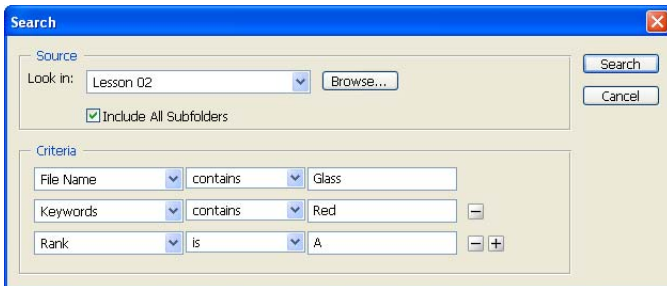 Search
Source
Look in: Lesson 02 Browse... Search
Include All Subfolders Cancel
Criteria
File Name contains Glass
Keywords contains Red
Rank is A